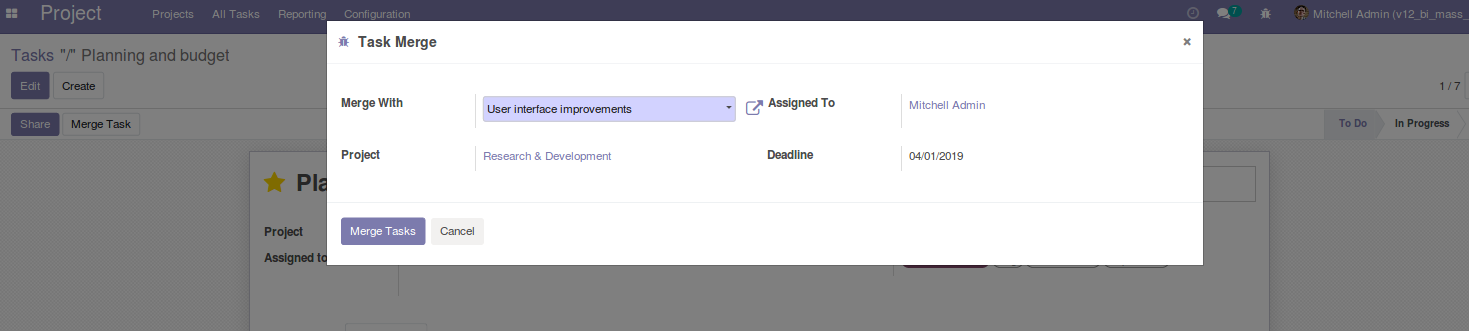 Project Projects All Tasks Reporting Configuration 7 Mitchell Admin (v12_bi_mass_
Tasks "/" Planning and budget
Edit Create 1 / 7
Share Merge Task To Do In Progress
Task Merge ×
Merge With User interface improvements Assigned To Mitchell Admin
Project Research & Development Deadline 04/01/2019
Merge Tasks Cancel
Pla
Project
Assigned to